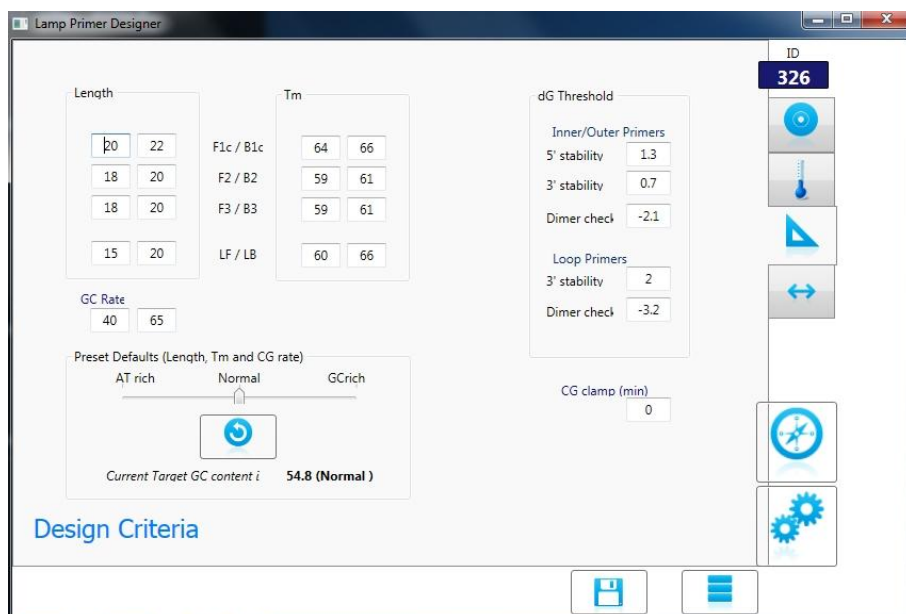 Lamp Primer Designer
ID
326
Length
Tm
dG Threshold
20 22 F1c / B1c 64 66
18 20 F2 / B2 59 61
18 20 F3 / B3 59 61
15 20 LF / LB 60 66
Inner/Outer Primers
5' stability 1.3
3' stability 0.7
Dimer check -2.1
Loop Primers
3' stability 2
Dimer check -3.2
GC Rate
40 65
Preset Defaults (Length, Tm and CG rate)
AT rich Normal GCrich
Current Target GC content i 54.8 (Normal )
CG clamp (min)
0
Design Criteria